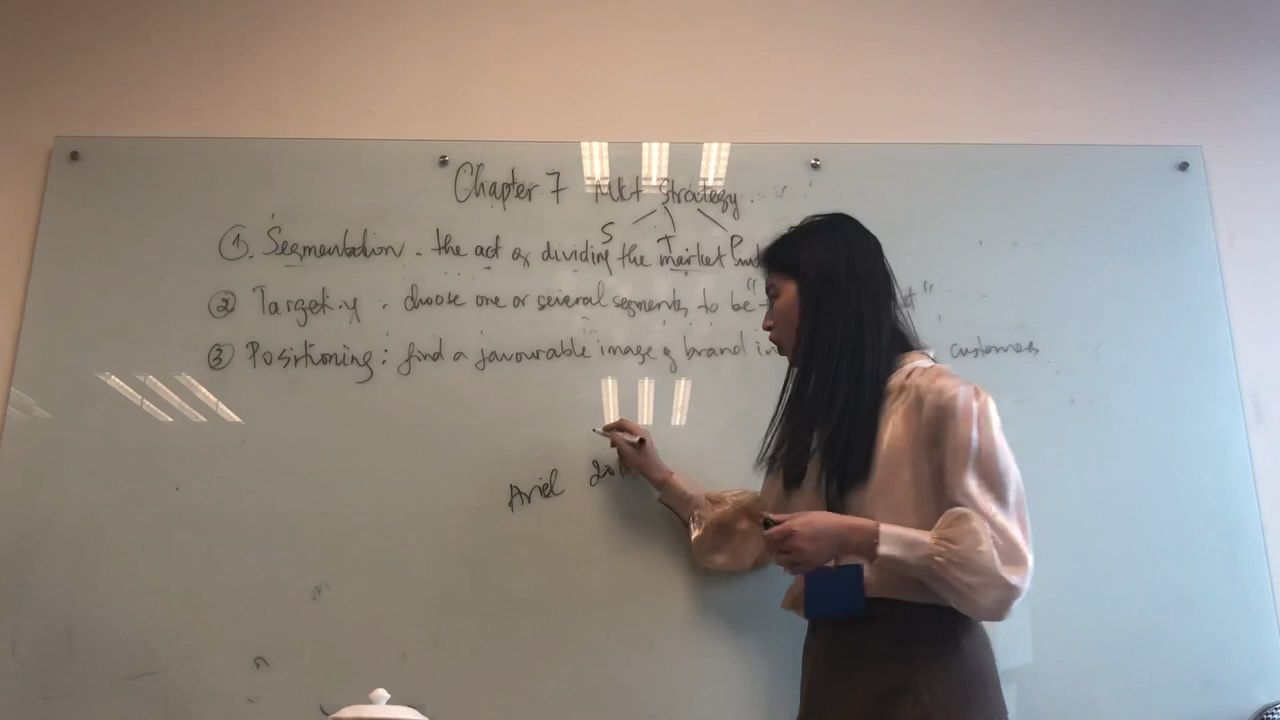 Chapter 7 Mkt Strategy
S T P
①. Segmentation - the act of dividing the market
② Targeting : choose one or several segments to be "
③ Positioning : find a favourable image of brand in customers
Ariel